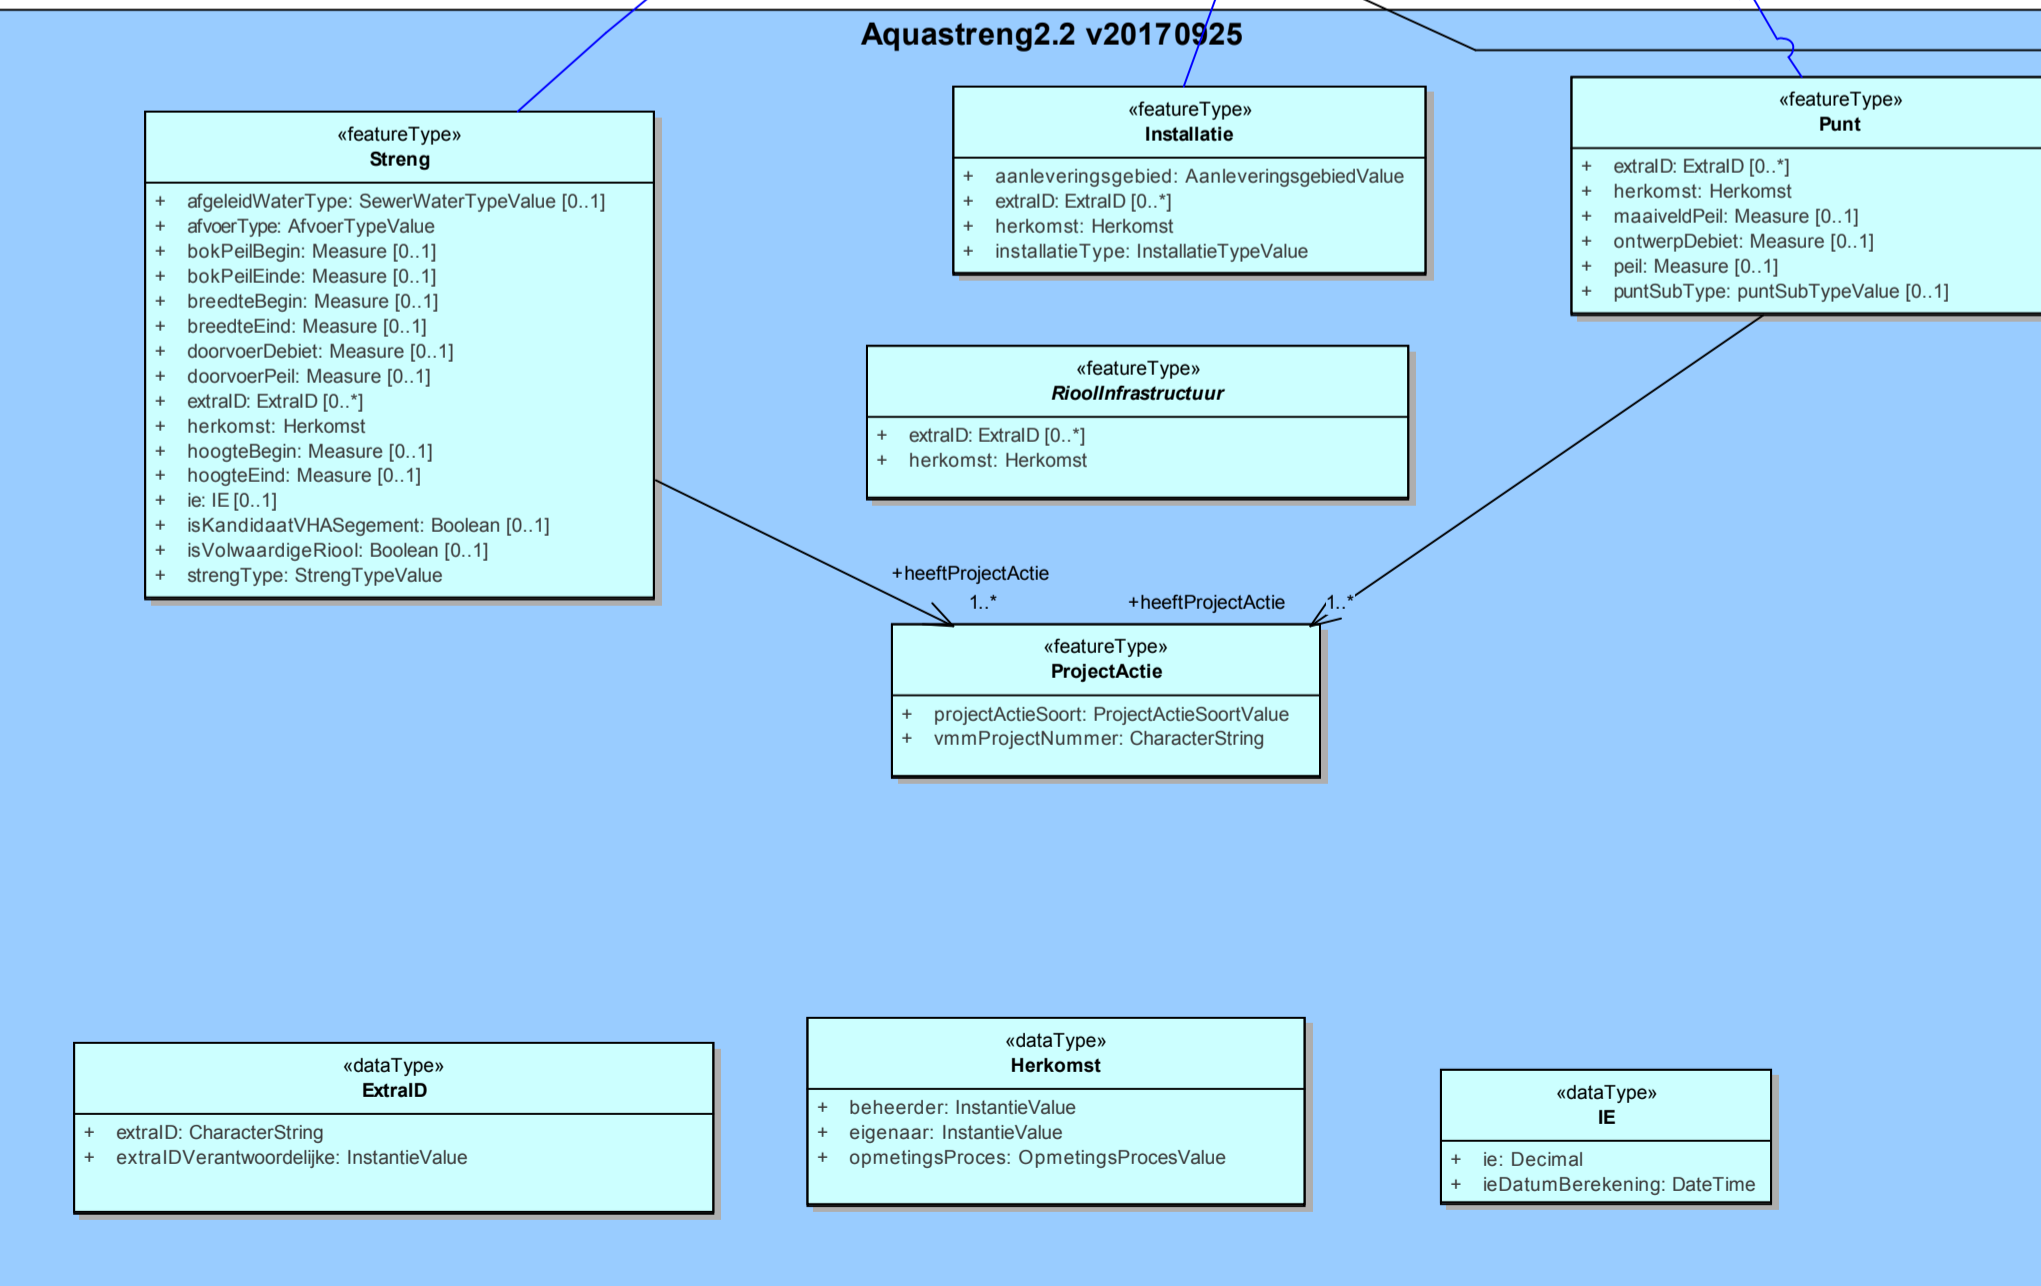 Aquastreng2.2 v20170925
«featureType»
Streng
+ afgeleidWaterType: SewerWaterTypeValue [0..1]
+ afvoerType: AfvoerTypeValue
+ bokPeilBegin: Measure [0..1]
+ bokPeilEinde: Measure [0..1]
+ breedteBegin: Measure [0..1]
+ breedteEind: Measure [0..1]
+ doorvoerDebiet: Measure [0..1]
+ doorvoerPeil: Measure [0..1]
+ extraID: ExtraID [0..*]
+ herkomst: Herkomst
+ hoogteBegin: Measure [0..1]
+ hoogteEind: Measure [0..1]
+ ie: IE [0..1]
+ isKandidaatVHASegement: Boolean [0..1]
+ isVolwaardigeRiool: Boolean [0..1]
+ strengType: StrengTypeValue
«featureType»
Installatie
+ aanleveringsgebied: AanleveringsgebiedValue
+ extraID: ExtraID [0..*]
+ herkomst: Herkomst
+ installatieType: InstallatieTypeValue
«featureType»
Punt
+ extraID: ExtraID [0..*]
+ herkomst: Herkomst
+ maaiveldPeil: Measure [0..1]
+ ontwerpDebiet: Measure [0..1]
+ peil: Measure [0..1]
+ puntSubType: puntSubTypeValue [0..1]
«featureType»
RioolInfrastructuur
+ extraID: ExtraID [0..*]
+ herkomst: Herkomst
+heeftProjectActie
1..*
+heeftProjectActie
1..*
«featureType»
ProjectActie
+ projectActieSoort: ProjectActieSoortValue
+ vmmProjectNummer: CharacterString
«dataType»
ExtraID
+ extraID: CharacterString
+ extraIDVerantwoordelijke: InstantieValue
«dataType»
Herkomst
+ beheerder: InstantieValue
+ eigenaar: InstantieValue
+ opmetingsProces: OpmetingsProcesValue
«dataType»
IE
+ ie: Decimal
+ ieDatumBerekening: DateTime